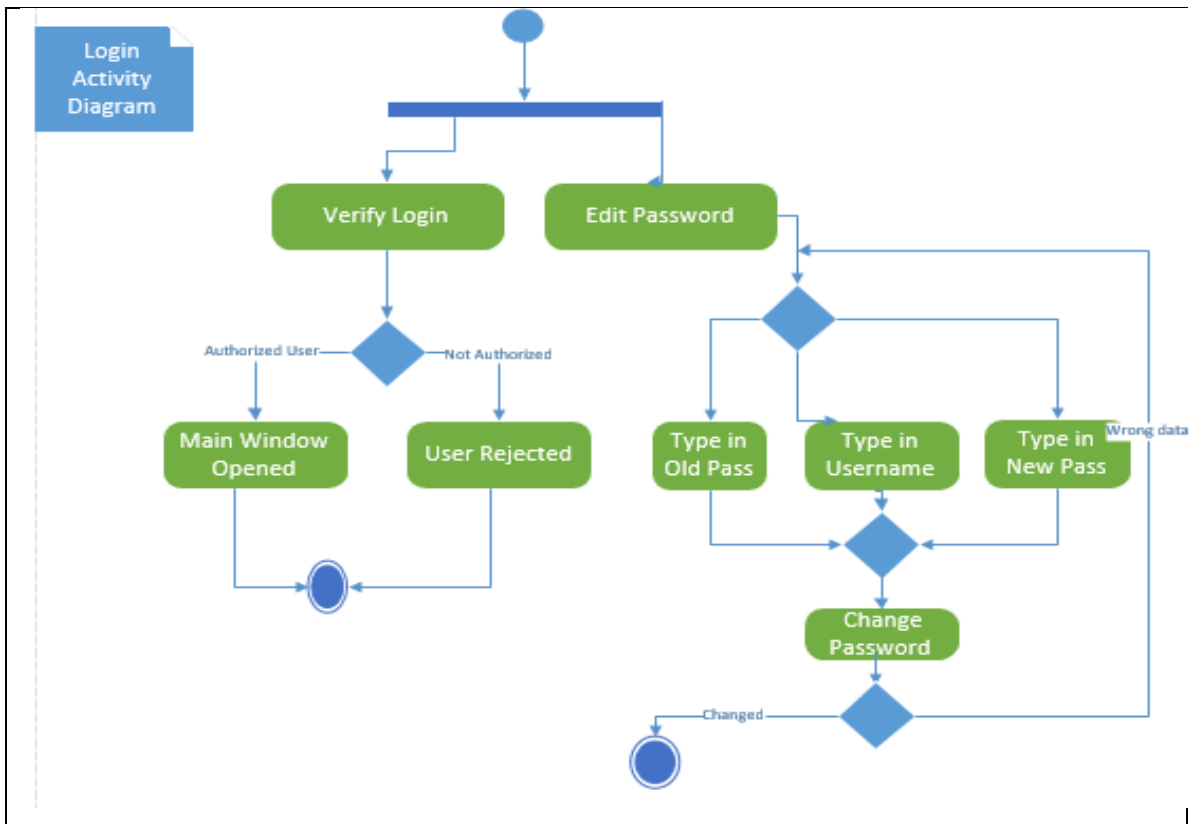 Login
Activity
Diagram
Verify Login
Edit Password
Authorized User
Not Authorized
Main Window
Opened
User Rejected
Type in
Old Pass
Type in
Username
Type in
New Pass
Wrong data
Change
Password
Changed